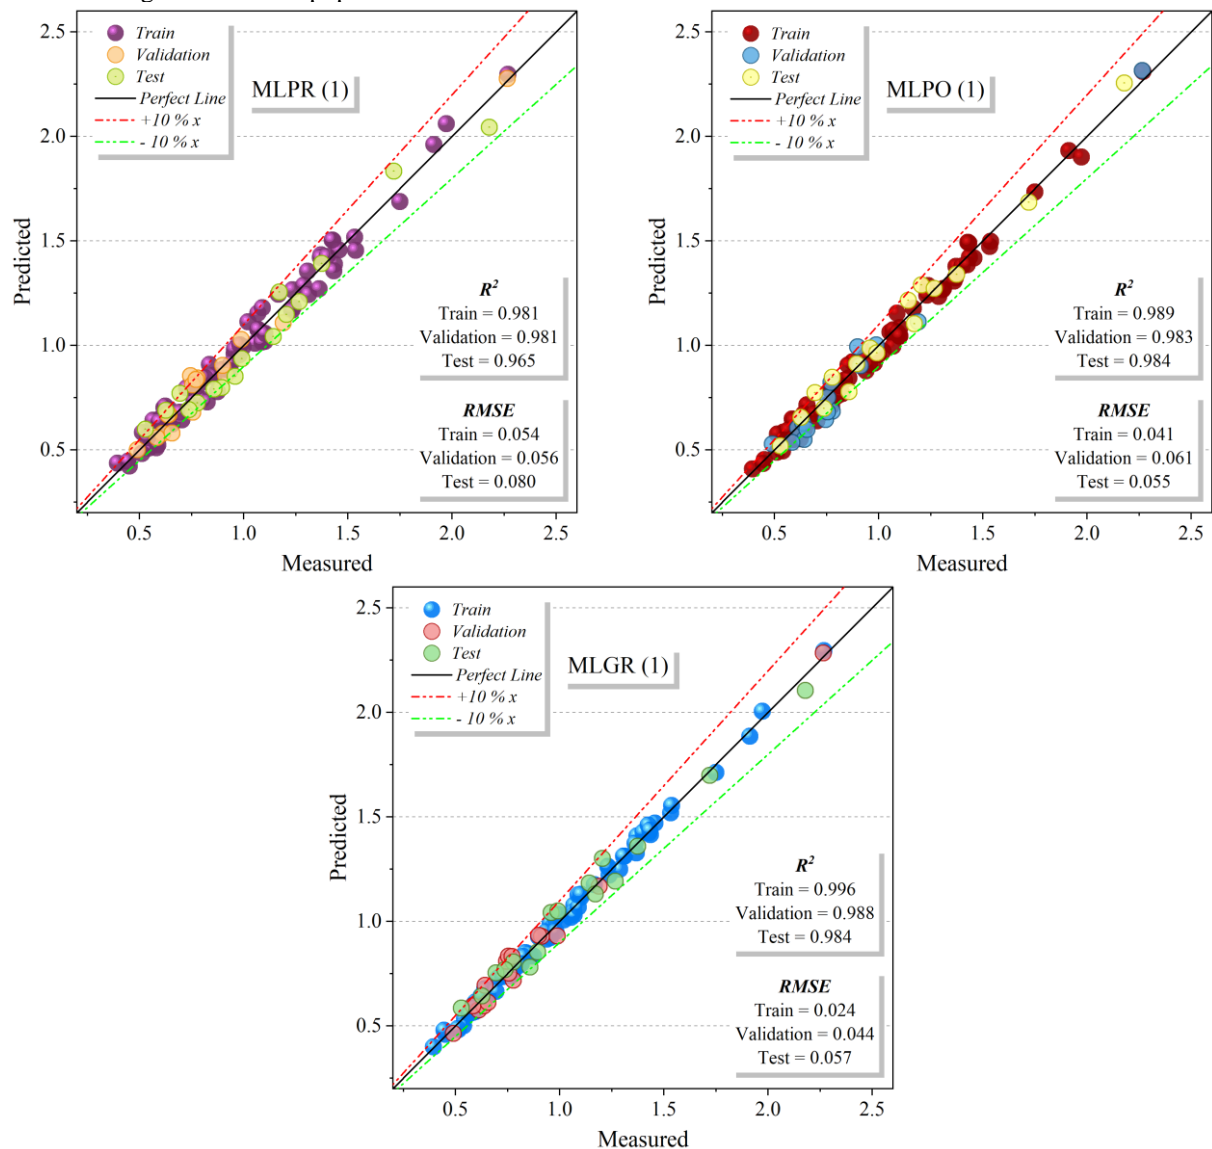 2.5
2.0
1.5
1.0
0.5
Predicted
Train
Validation
Test
Perfect Line
+10 % x
- 10 % x
MLPR (1)
R²
Train = 0.981
Validation = 0.981
Test = 0.965
RMSE
Train = 0.054
Validation = 0.056
Test = 0.080
0.5 1.0 1.5 2.0 2.5
Measured
2.5
2.0
1.5
1.0
0.5
Predicted
Train
Validation
Test
Perfect Line
+10 % x
- 10 % x
MLPO (1)
R²
Train = 0.989
Validation = 0.983
Test = 0.984
RMSE
Train = 0.041
Validation = 0.061
Test = 0.055
0.5 1.0 1.5 2.0 2.5
Measured
2.5
2.0
1.5
1.0
0.5
Predicted
Train
Validation
Test
Perfect Line
+10 % x
- 10 % x
MLGR (1)
R²
Train = 0.996
Validation = 0.988
Test = 0.984
RMSE
Train = 0.024
Validation = 0.044
Test = 0.057
0.5 1.0 1.5 2.0 2.5
Measured